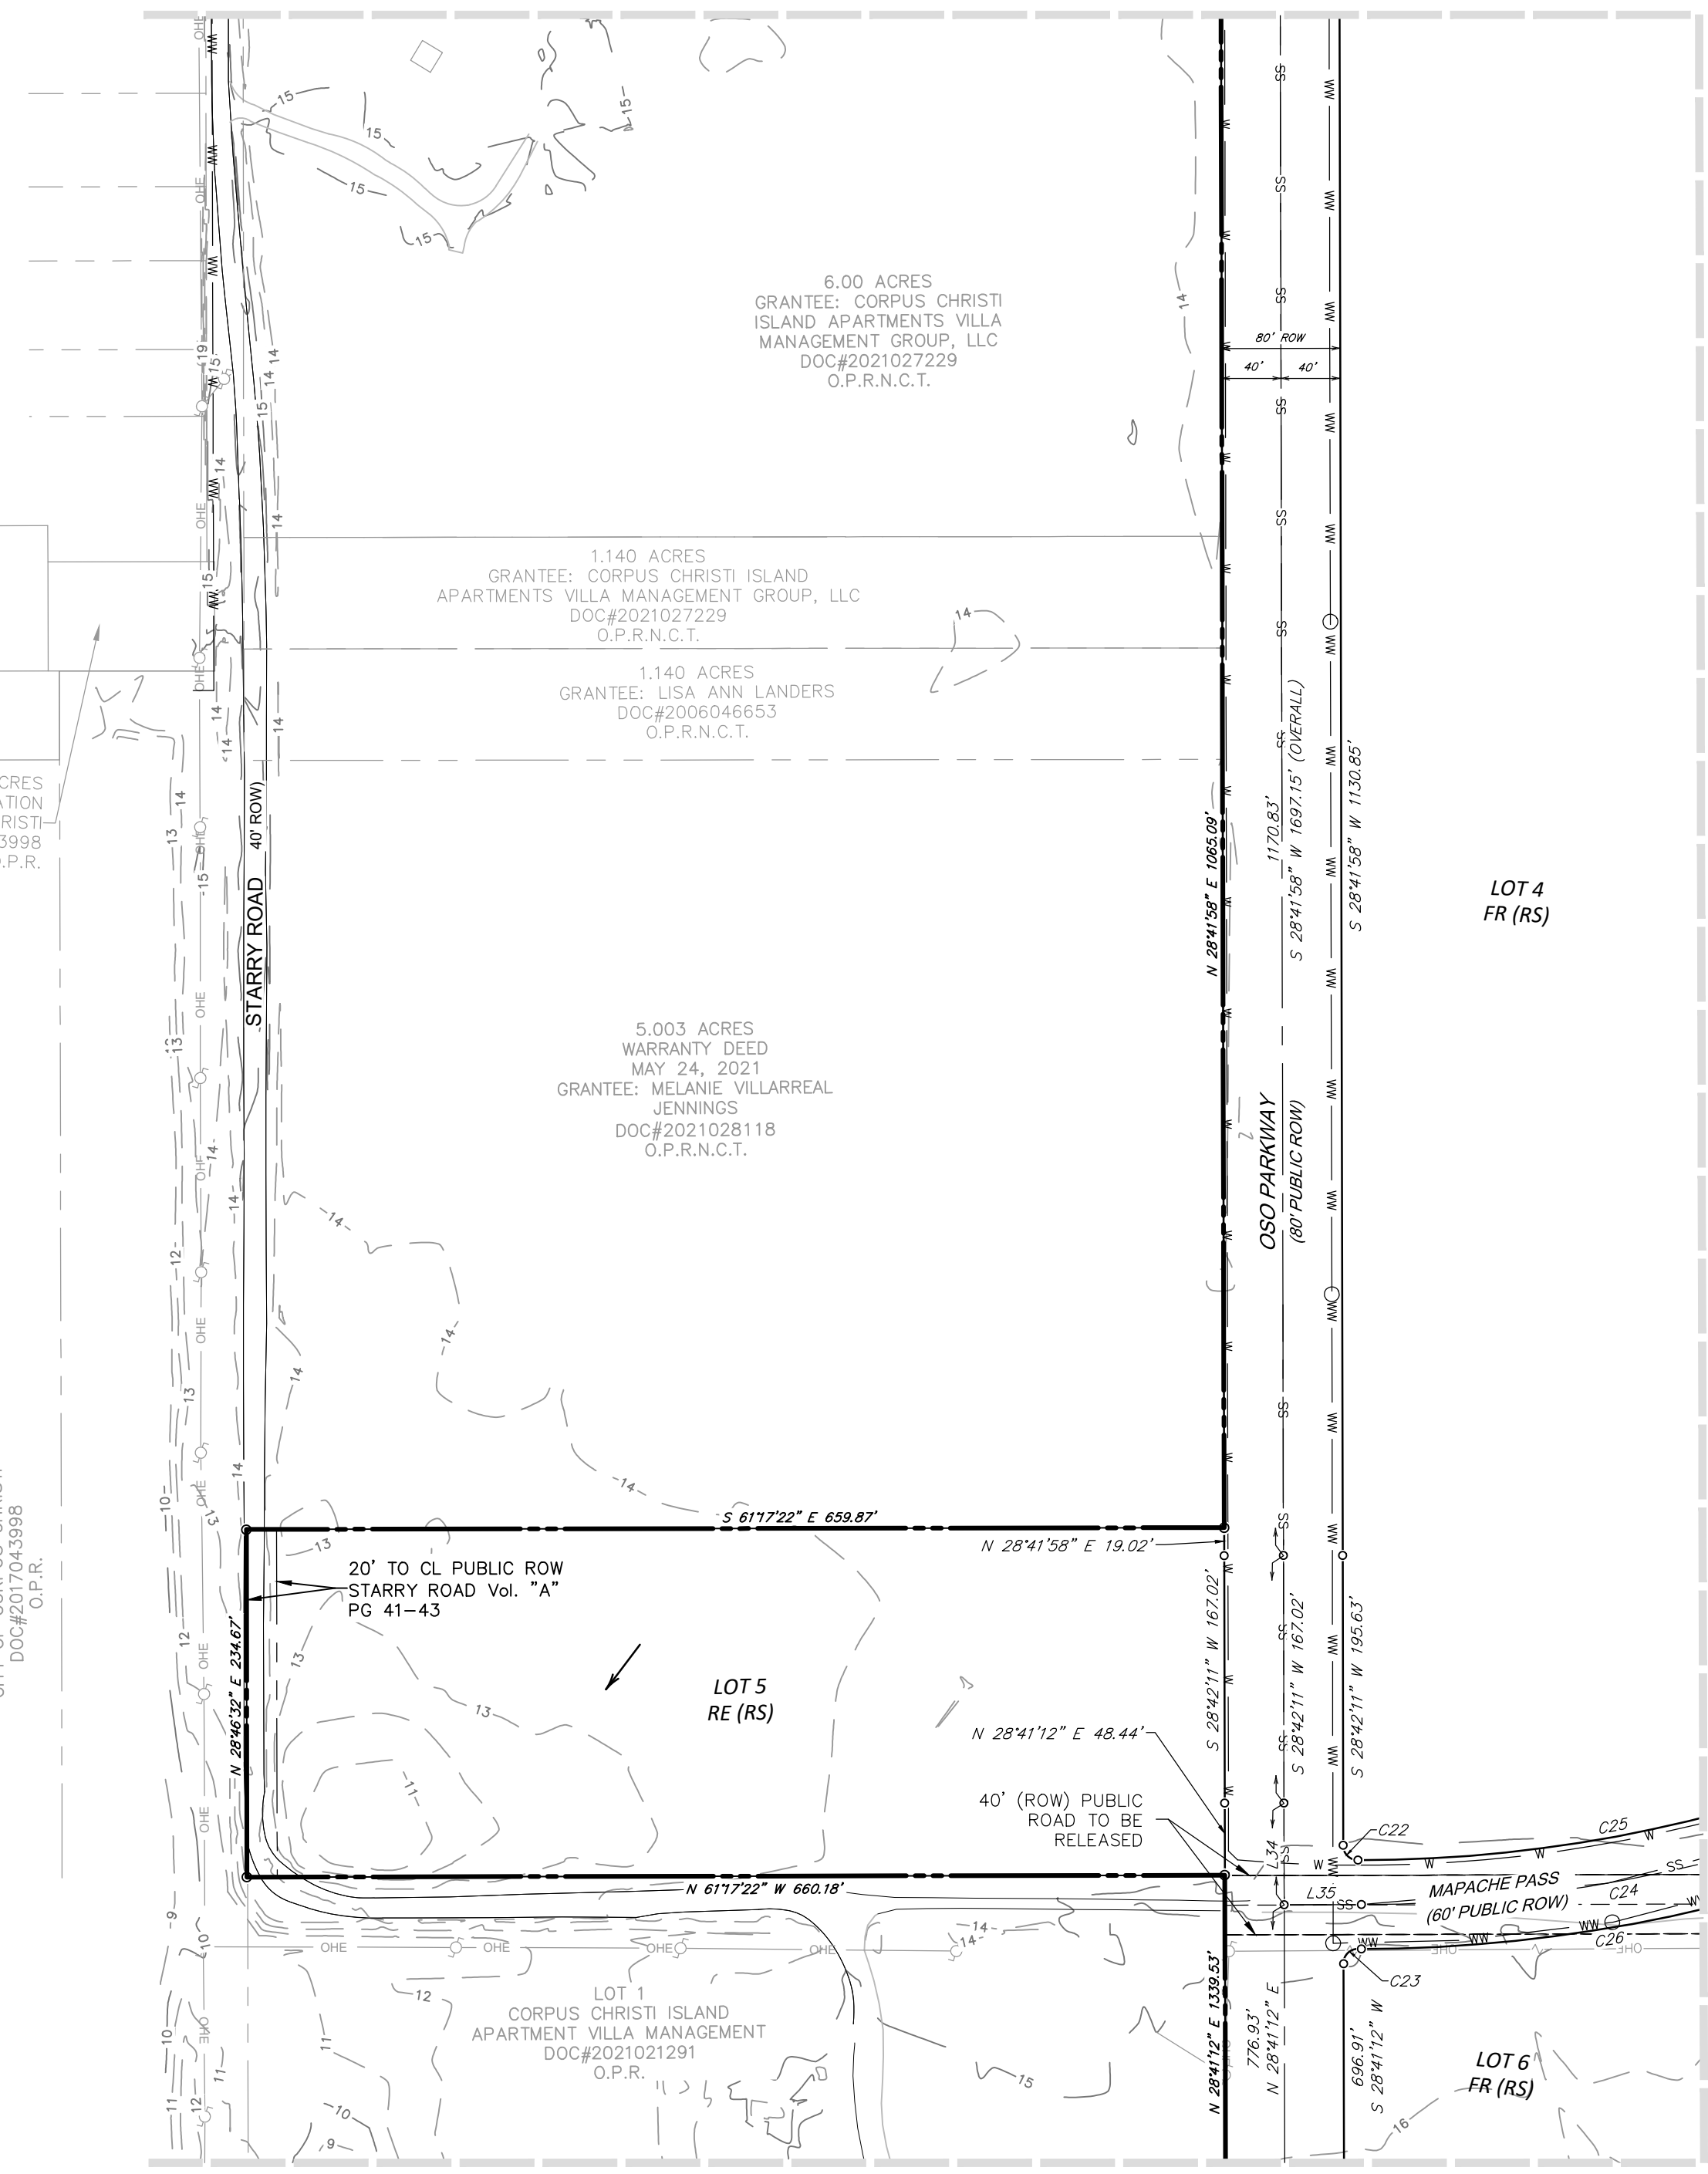 6.00 ACRES
GRANTEE: CORPUS CHRISTI
ISLAND APARTMENTS VILLA
MANAGEMENT GROUP, LLC
DOC#2021027229
O.P.R.N.C.T.
80' ROW
40'
40'
1.140 ACRES
GRANTEE: CORPUS CHRISTI ISLAND
APARTMENTS VILLA MANAGEMENT GROUP, LLC
DOC#2021027229
O.P.R.N.C.T.
1.140 ACRES
GRANTEE: LISA ANN LANDERS
DOC#2006046653
O.P.R.N.C.T.
CRES
ATION
RISTI
3998
.P.R.
STARRY ROAD
40' ROW)
N 28°41'58" E 1065.09'
1170.83'
S 28°41'58" W 1697.15' (OVERALL)
S 28°41'58" W 1130.85'
LOT 4
FR (RS)
5.003 ACRES
WARRANTY DEED
MAY 24, 2021
GRANTEE: MELANIE VILLARREAL
JENNINGS
DOC#2021028118
O.P.R.N.C.T.
OSO PARKWAY
(80' PUBLIC ROW)
S 61°17'22" E 659.87'
N 28°41'58" E 19.02'
DOC#2017043998
O.P.R.
20' TO CL PUBLIC ROW
STARRY ROAD Vol. "A"
PG 41-43
N 28°46'32" E 234.67'
LOT 5
RE (RS)
S 28°42'11" W 167.02'
S 28°42'11" W 167.02'
S 28°42'11" W 195.63'
N 28°41'12" E 48.44'
40' (ROW) PUBLIC
ROAD TO BE
RELEASED
C22
C25
L34
N 61°17'22" W 660.18'
L35
MAPACHE PASS
(60' PUBLIC ROW)
C24
C26
C23
LOT 1
CORPUS CHRISTI ISLAND
APARTMENT VILLA MANAGEMENT
DOC#2021021291
O.P.R.
N 28°41'12" E 1339.53'
776.93'
N 28°41'12" E
696.91'
S 28°41'12" W
LOT 6
FR (RS)